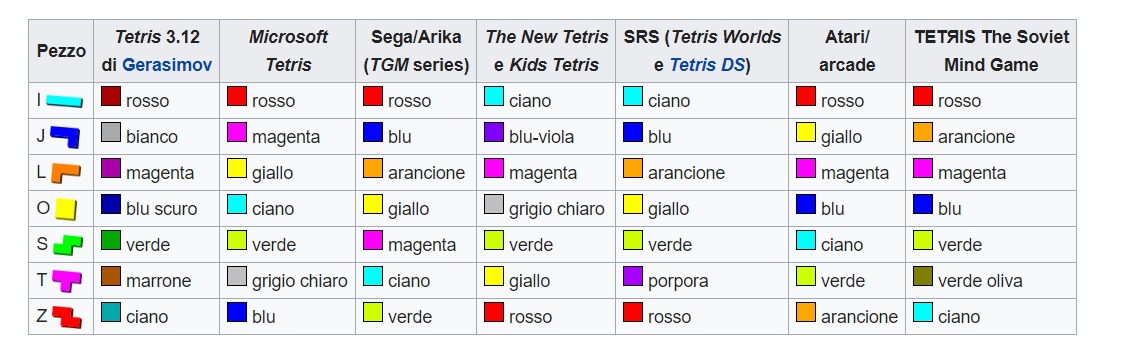 Pezzo | Tetris 3.12 di Gerasimov | Microsoft Tetris | Sega/Arika (TGM series) | The New Tetris e Kids Tetris | SRS (Tetris Worlds e Tetris DS) | Atari/ arcade | TETЯIS The Soviet Mind Game
I | rosso | rosso | rosso | ciano | ciano | rosso | rosso
J | bianco | magenta | blu | blu-viola | blu | giallo | arancione
L | magenta | giallo | arancione | magenta | arancione | magenta | magenta
O | blu scuro | ciano | giallo | grigio chiaro | giallo | blu | blu
S | verde | verde | magenta | verde | verde | ciano | verde
T | marrone | grigio chiaro | ciano | giallo | porpora | verde | verde oliva
Z | ciano | blu | verde | rosso | rosso | arancione | ciano